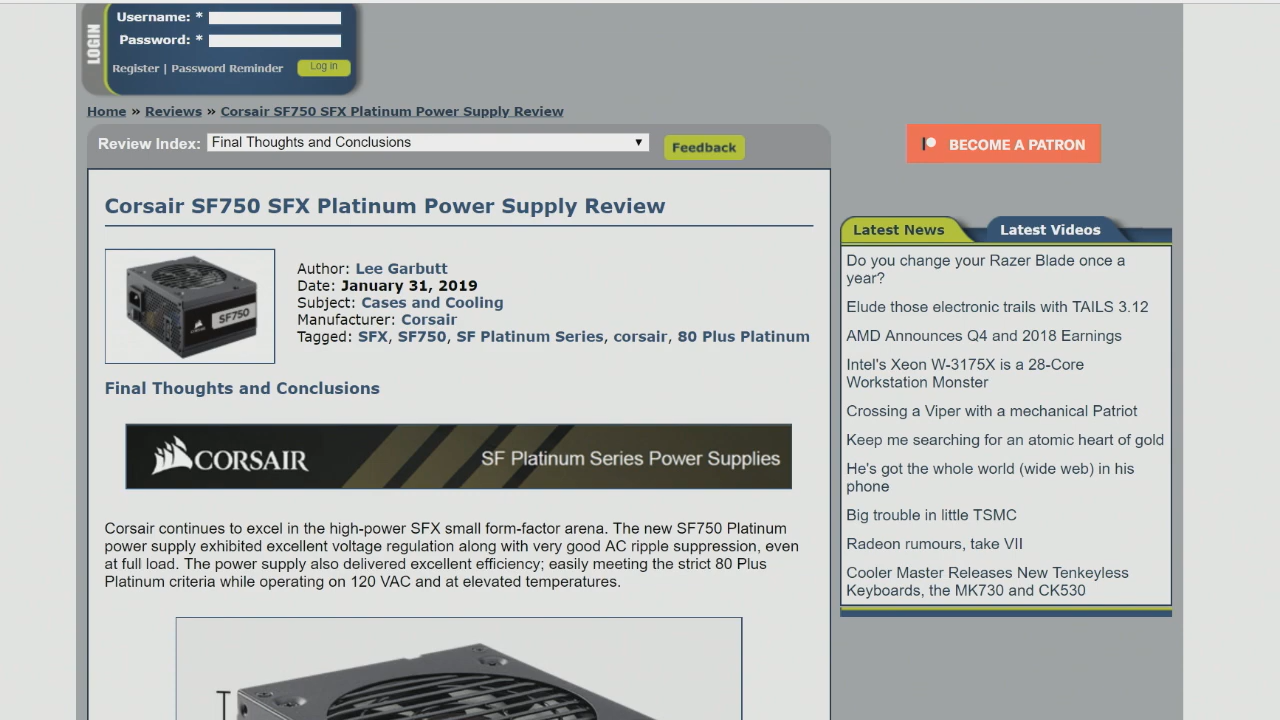 LOGIN
Username: *
Password: *
Register | Password Reminder
Log in
Home » Reviews » Corsair SF750 SFX Platinum Power Supply Review
Review Index:
Final Thoughts and Conclusions
Feedback
BECOME A PATRON
Corsair SF750 SFX Platinum Power Supply Review
SF750
Author: Lee Garbutt
Date: January 31, 2019
Subject: Cases and Cooling
Manufacturer: Corsair
Tagged: SFX, SF750, SF Platinum Series, corsair, 80 Plus Platinum
Final Thoughts and Conclusions
CORSAIR
SF Platinum Series Power Supplies
Corsair continues to excel in the high-power SFX small form-factor arena. The new SF750 Platinum
power supply exhibited excellent voltage regulation along with very good AC ripple suppression, even
at full load. The power supply also delivered excellent efficiency; easily meeting the strict 80 Plus
Platinum criteria while operating on 120 VAC and at elevated temperatures.
Latest News
Latest Videos
Do you change your Razer Blade once a
year?
Elude those electronic trails with TAILS 3.12
AMD Announces Q4 and 2018 Earnings
Intel's Xeon W-3175X is a 28-Core
Workstation Monster
Crossing a Viper with a mechanical Patriot
Keep me searching for an atomic heart of gold
He's got the whole world (wide web) in his
phone
Big trouble in little TSMC
Radeon rumours, take VII
Cooler Master Releases New Tenkeyless
Keyboards, the MK730 and CK530